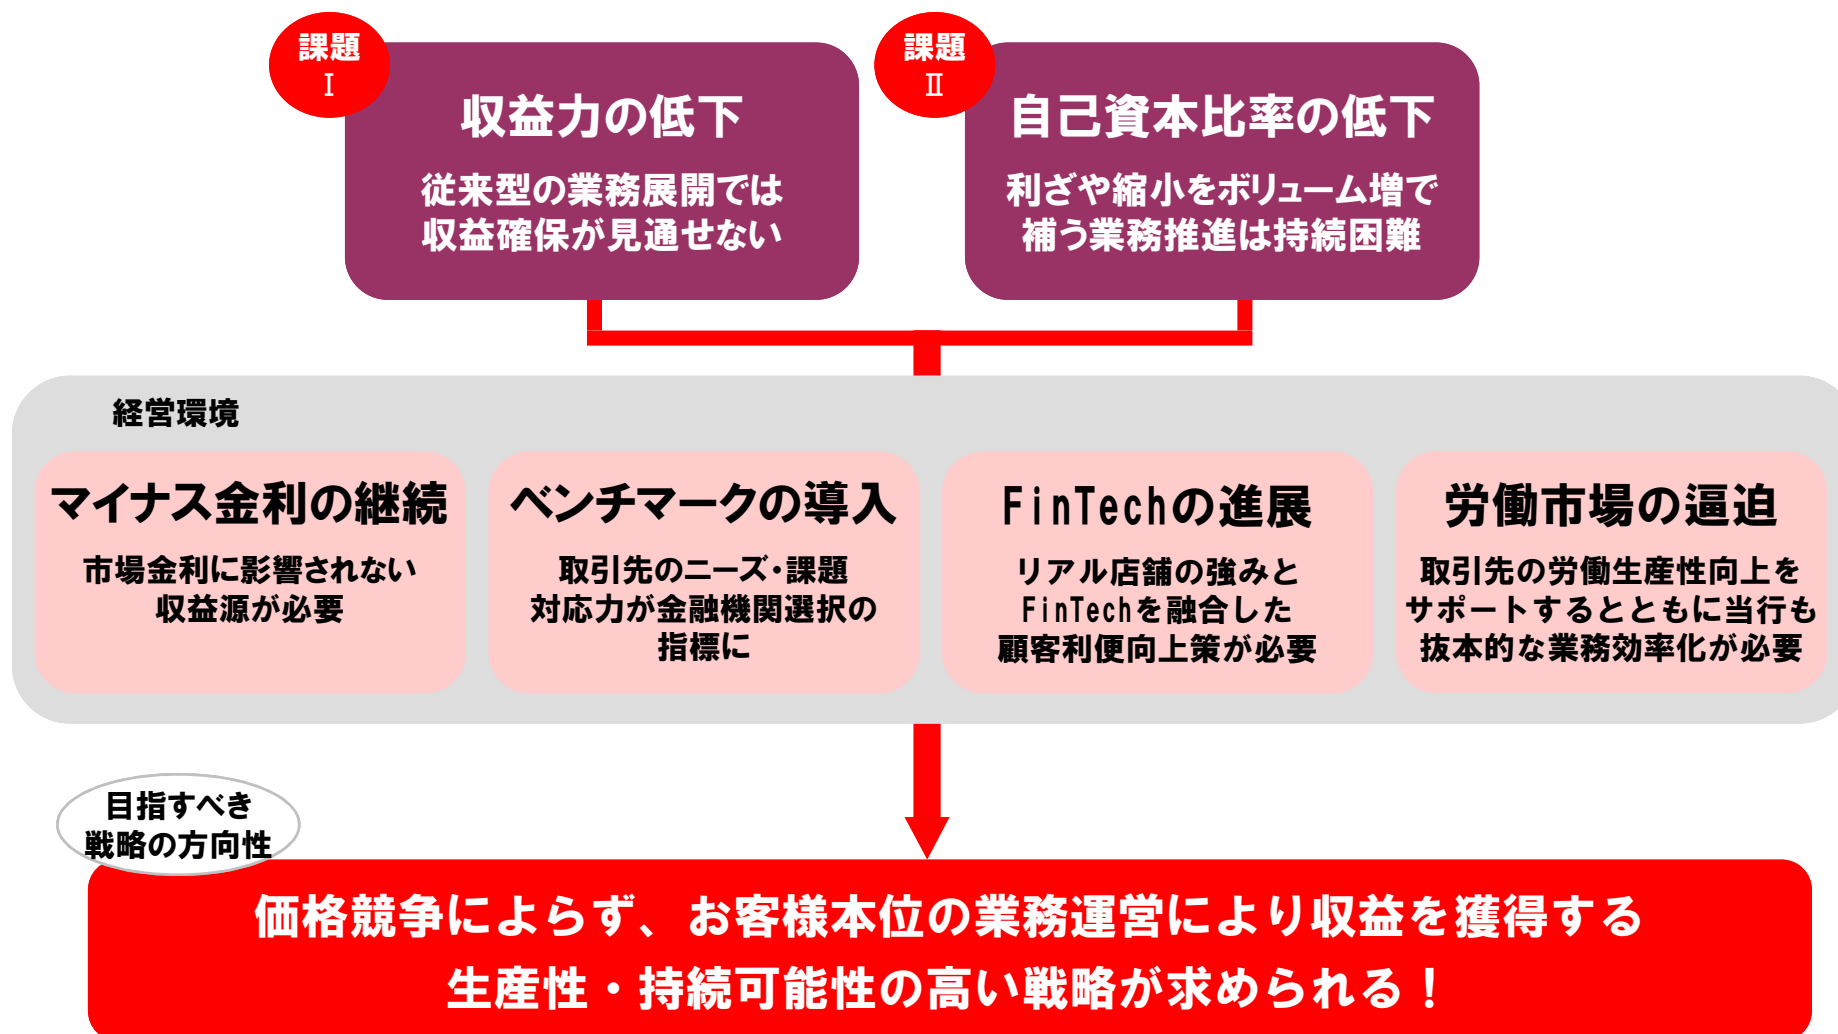 課題
Ⅰ
収益力の低下
従来型の業務展開では
収益確保が見通せない
課題
Ⅱ
自己資本比率の低下
利ざや縮小をボリューム増で
補う業務推進は持続困難
経営環境
マイナス金利の継続
市場金利に影響されない
収益源が必要
ベンチマークの導入
取引先のニーズ・課題
対応力が金融機関選択の
指標に
FinTechの進展
リアル店舗の強みと
FinTechを融合した
顧客利便向上策が必要
労働市場の逼迫
取引先の労働生産性向上を
サポートするとともに当行も
抜本的な業務効率化が必要
目指すべき
戦略の方向性
価格競争によらず、お客様本位の業務運営により収益を獲得する
生産性・持続可能性の高い戦略が求められる！